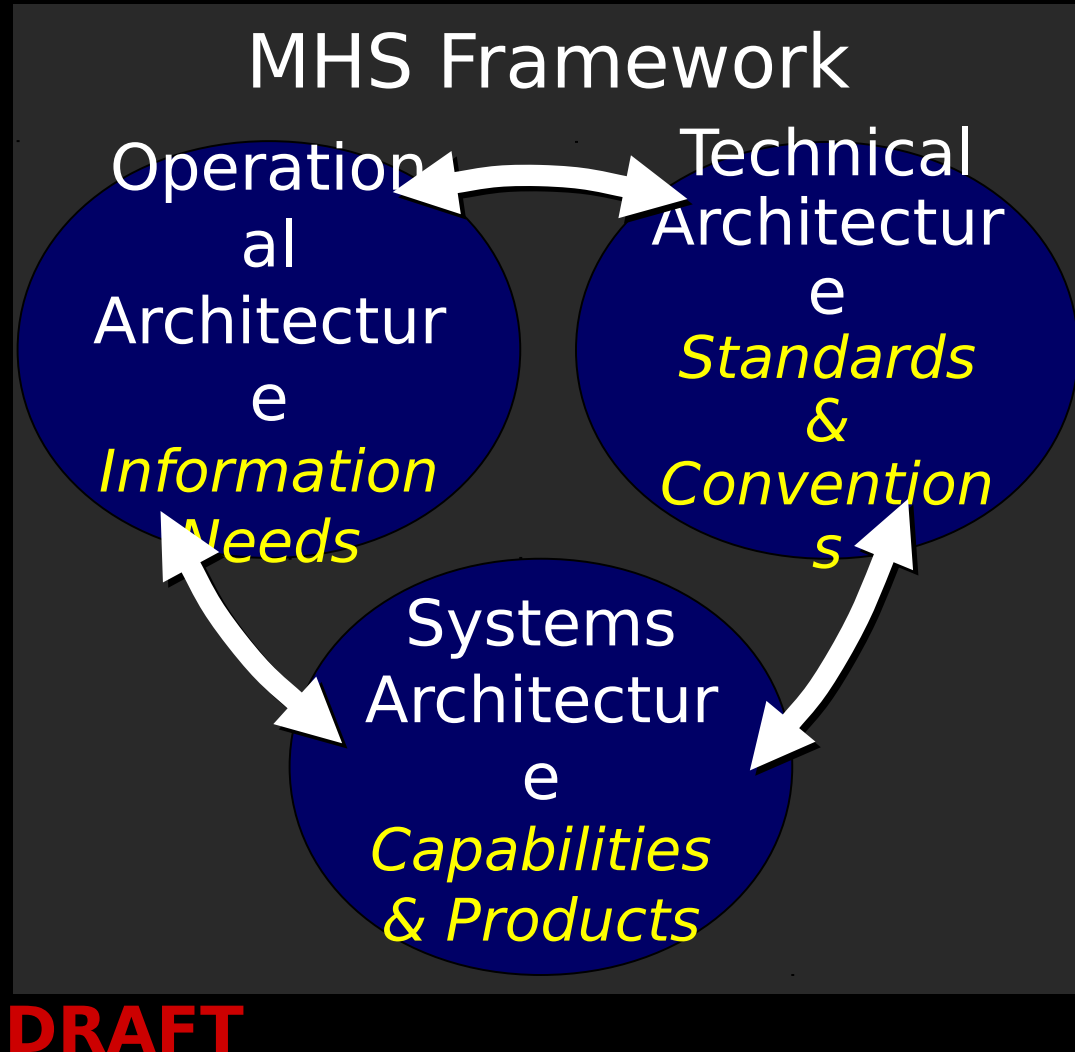 MHS Framework
Operation
al
Architectur
e
Information
Needs
Technical
Architectur
e
Standards
&
Convention
s
Systems
Architectur
e
Capabilities
& Products
DRAFT